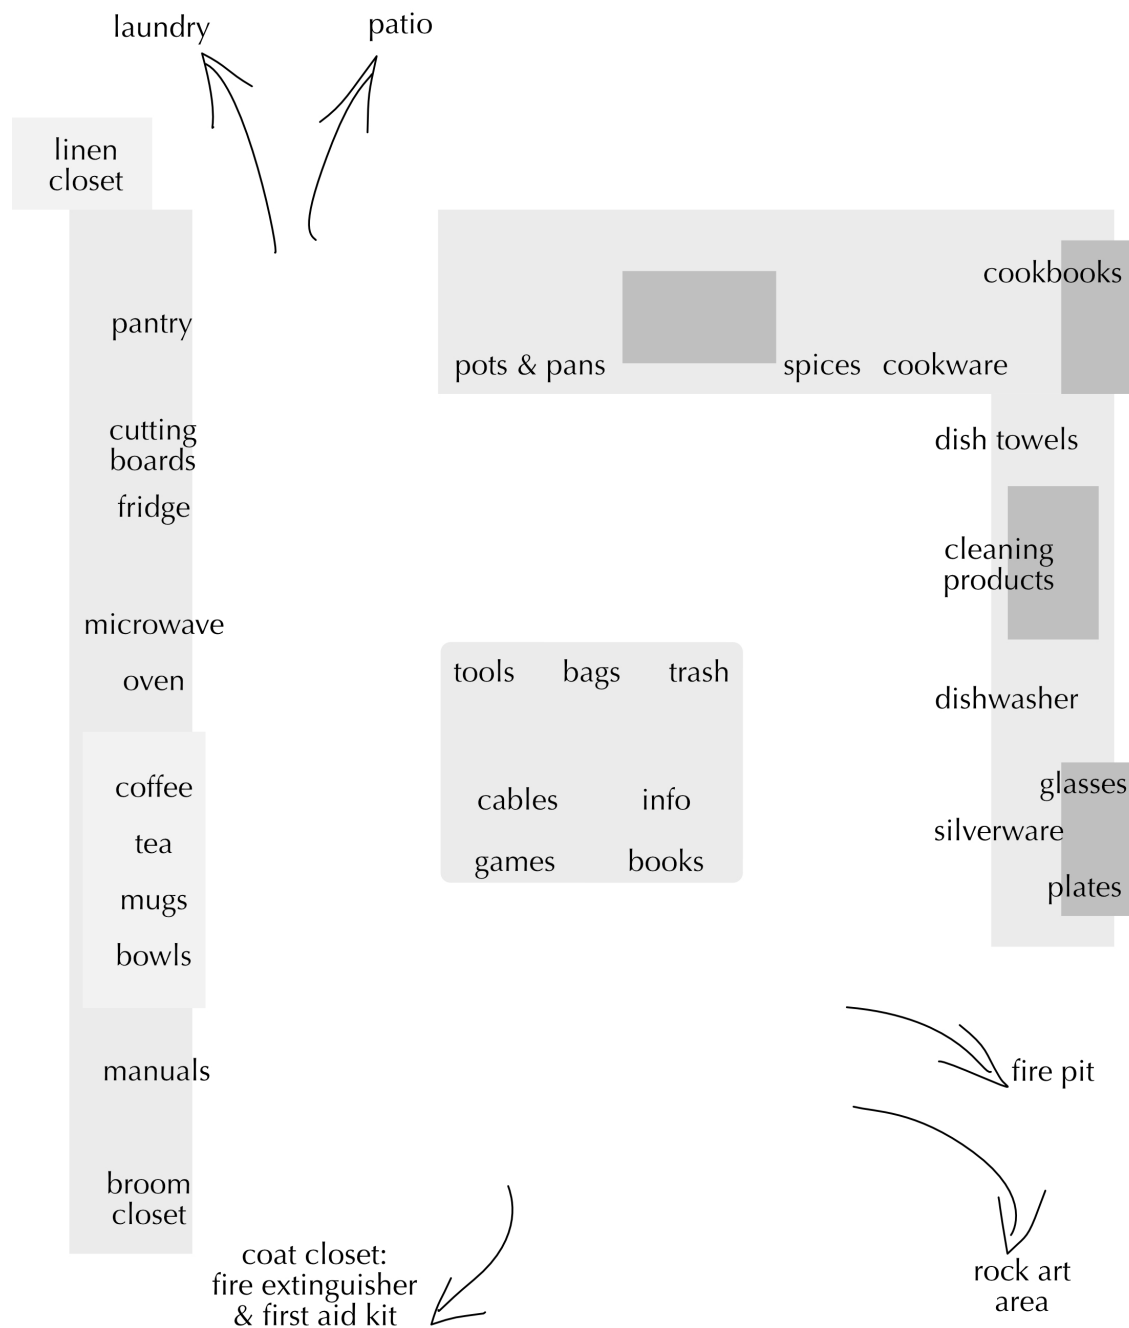 laundry
patio
linen
closet
pantry
cutting
boards
fridge
microwave
oven
coffee
tea
mugs
bowls
manuals
broom
closet
cookbooks
pots & pans
spices
cookware
dish towels
cleaning
products
dishwasher
glasses
silverware
plates
tools
bags
trash
cables
info
games
books
fire pit
rock art
area
coat closet:
fire extinguisher
& first aid kit